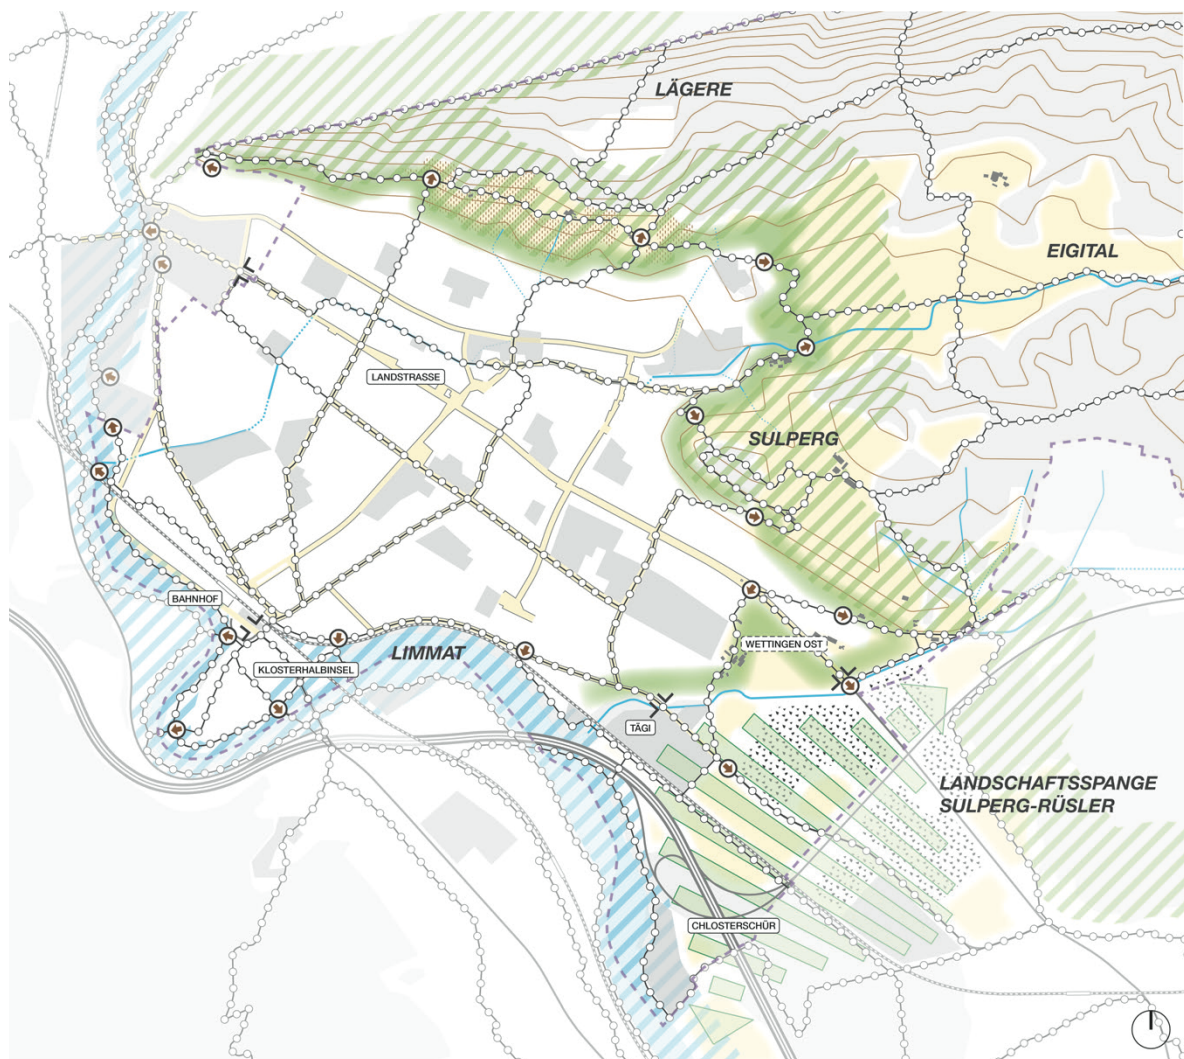 LÄGERE
EIGITAL
LANDSTRASSE
SULPERG
BAHNHOF
WETTINGEN OST
LIMMAT
KLOSTERHALBINSEL
TÄGI
LANDSCHAFTSSPANGE
SULPERG-RÜSLER
CHLOSTERSCHÜR